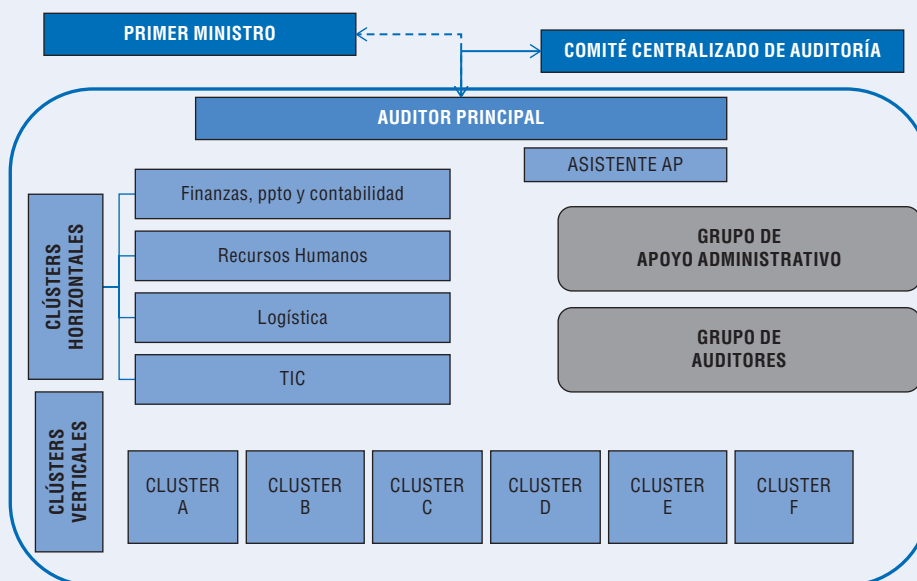 PRIMER MINISTRO
COMITÉ CENTRALIZADO DE AUDITORÍA
AUDITOR PRINCIPAL
ASISTENTE AP
CLÚSTERS
HORIZONTALES
Finanzas, ppto y contabilidad
Recursos Humanos
Logística
TIC
GRUPO DE
APOYO ADMINISTRATIVO
GRUPO DE
AUDITORES
CLÚSTERS
VERTICALES
CLUSTER
A
CLUSTER
B
CLUSTER
C
CLUSTER
D
CLUSTER
E
CLUSTER
F